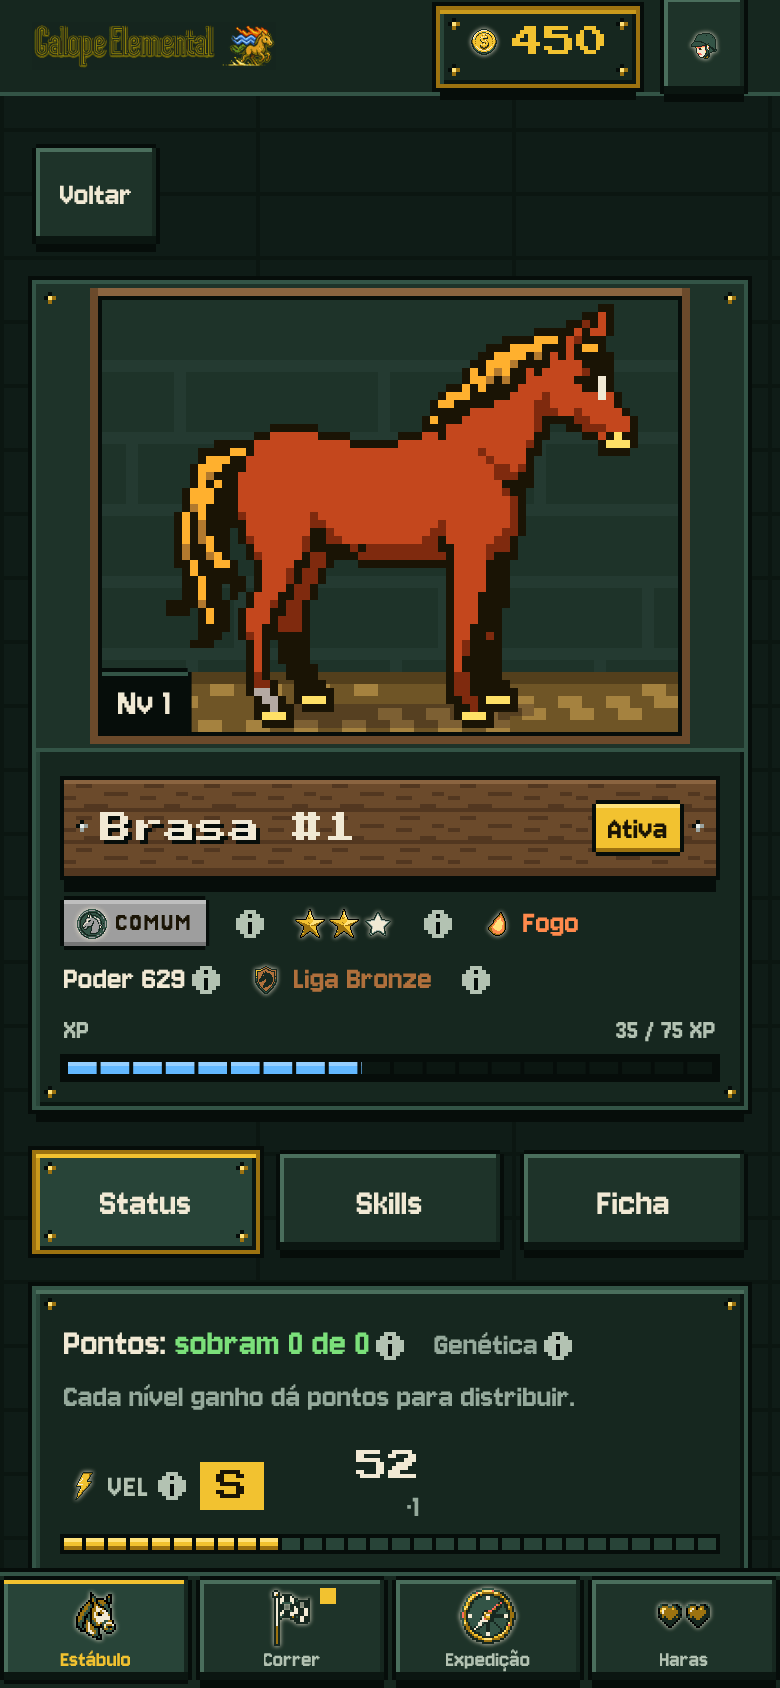 Galope Elemental
450
Voltar
Nv 1
Brasa #1
Ativa
COMUM
Fogo
Poder 629
Liga Bronze
XP
35 / 75 XP
Status
Skills
Ficha
Pontos: sobram 0 de 0
Genética
Cada nível ganho dá pontos para distribuir.
VEL
S
52
·1
Estábulo
Correr
Expedição
Haras